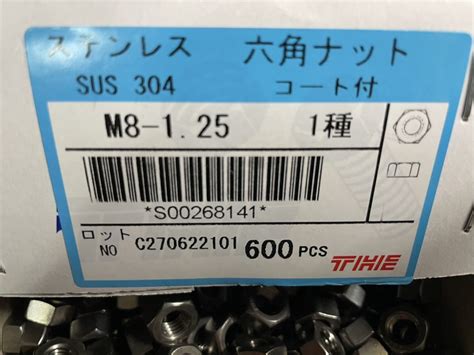 ステンレス 六角ナット
SUS 304 コート付
M8-1.25 1種
*S00268141*
ロット NO C270622101 600 PCS